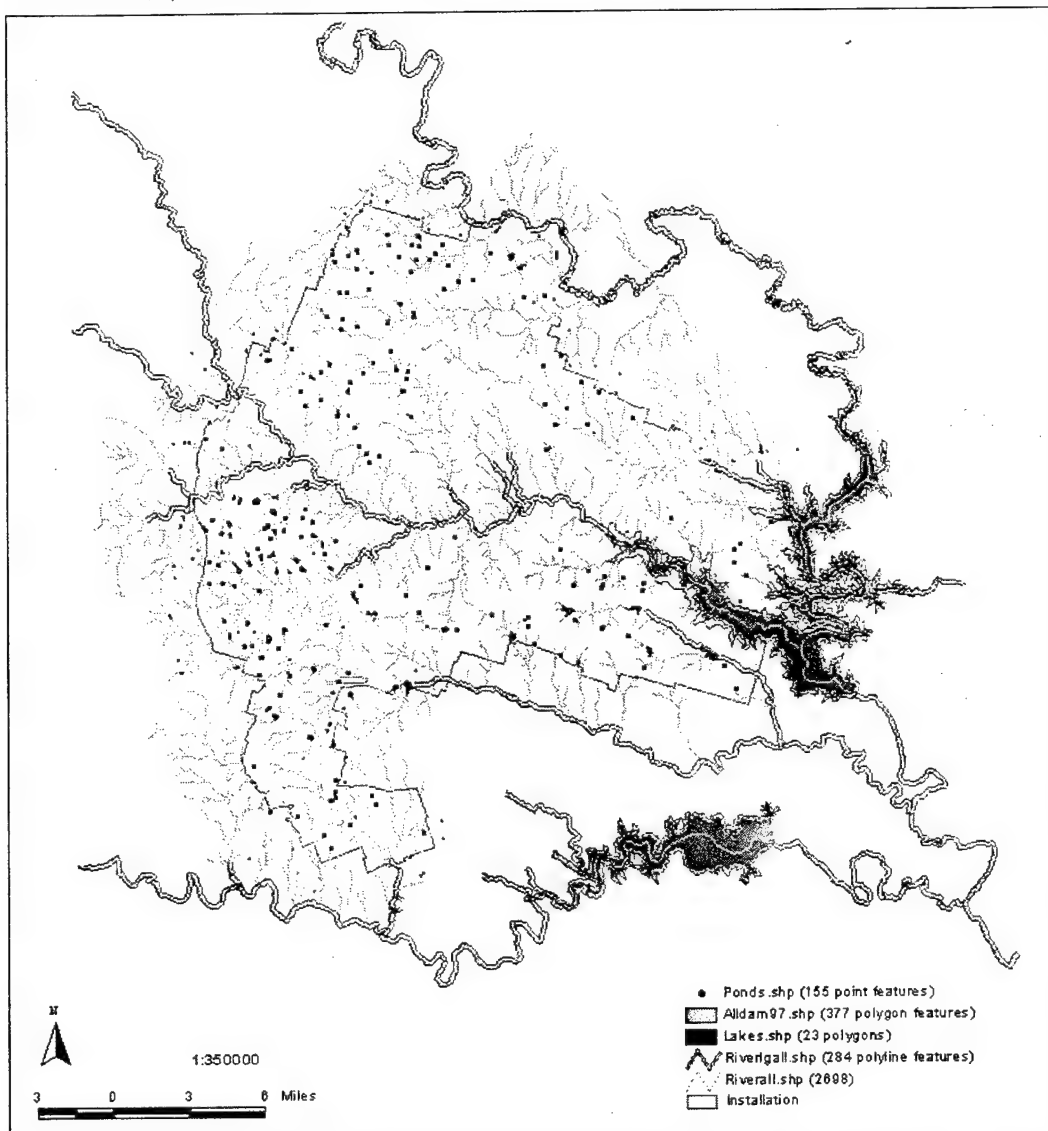 Ponds.shp (155 point features)
Alldam97.shp (377 polygon features)
Lakes.shp (23 polygons)
Riverlgall.shp (284 polyline features)
Riverall.shp (2698)
Installation
N
1:350000
3 0 3 6 Miles